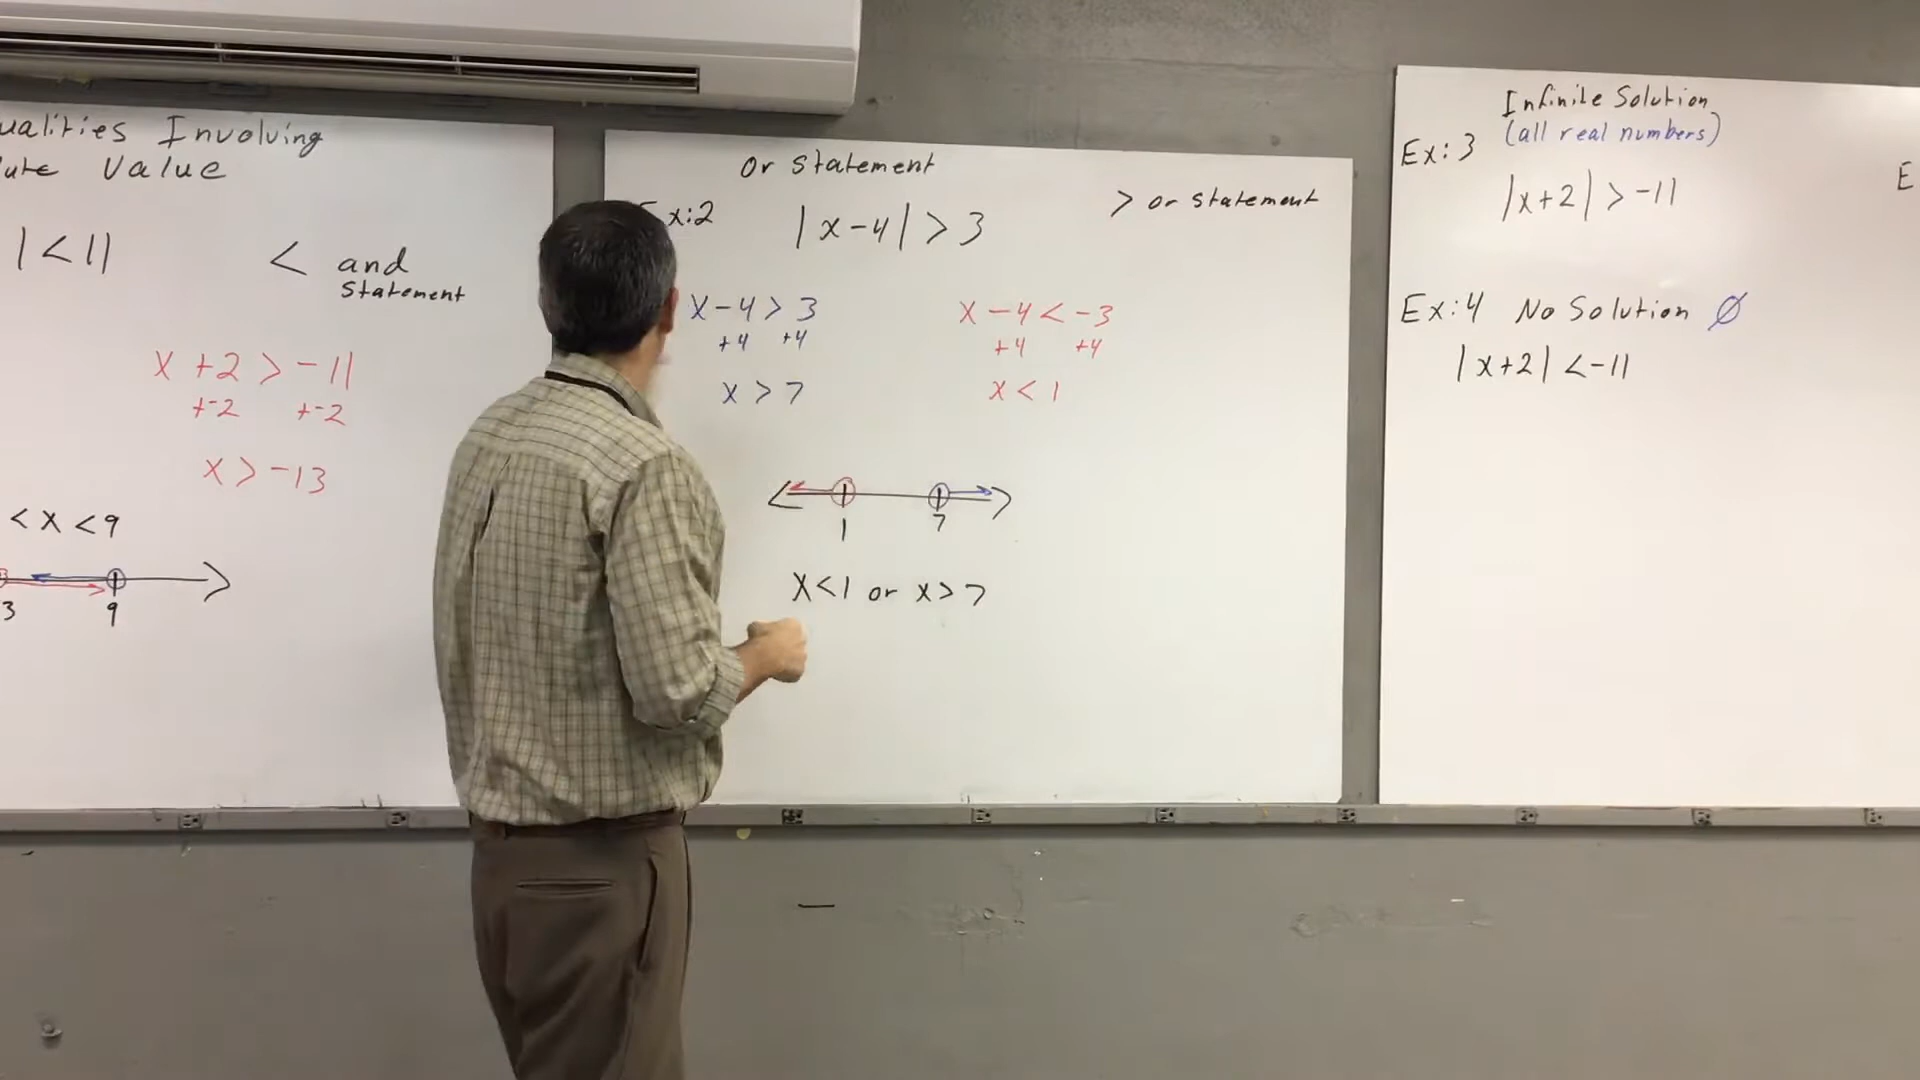 Involving
Value
| < 11
< and
statement
x + 2 > -11
+-2 +-2
x > -13
< x < 9
3 9
Or Statement
Ex:2
|x-4| > 3
> or statement
x-4 > 3
x-4 < -3
+4 +4
+4 +4
x > 7
x < 1
1 7
x<1 or x>7
Infinite Solution
(all real numbers)
Ex:3
|x+2| > -11
Ex:4 No Solution Ø
|x+2| < -11
E